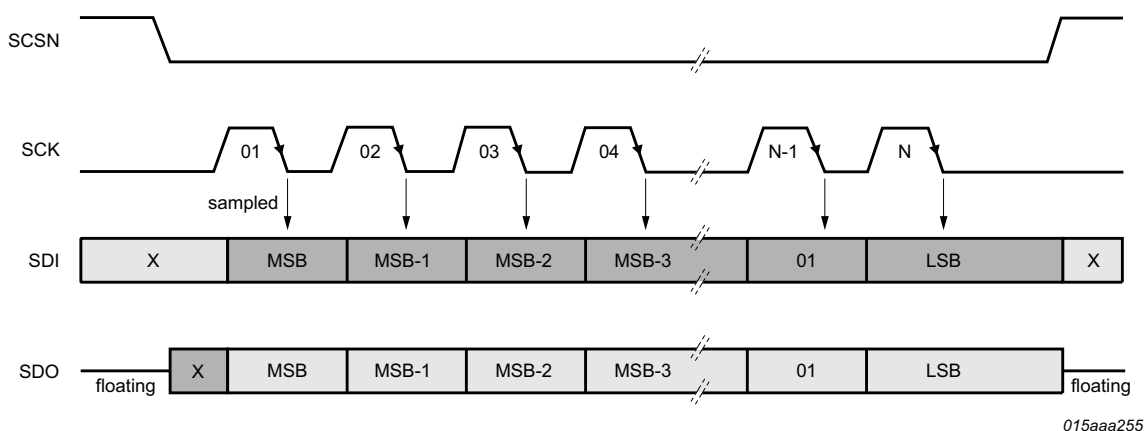 SCSN
SCK
01 02 03 04 N-1 N
sampled
SDI
X MSB MSB-1 MSB-2 MSB-3 01 LSB X
SDO
floating X MSB MSB-1 MSB-2 MSB-3 01 LSB floating
015aaa255